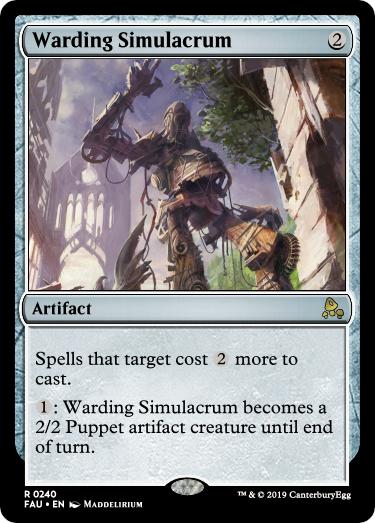 Warding Simulacrum 2
Artifact
Spells that target cost 2 more to
cast.
1: Warding Simulacrum becomes a
2/2 Puppet artifact creature until end
of turn.
R 0240
FAU • EN Maddelirium
™ & © 2019 CanterburyEgg